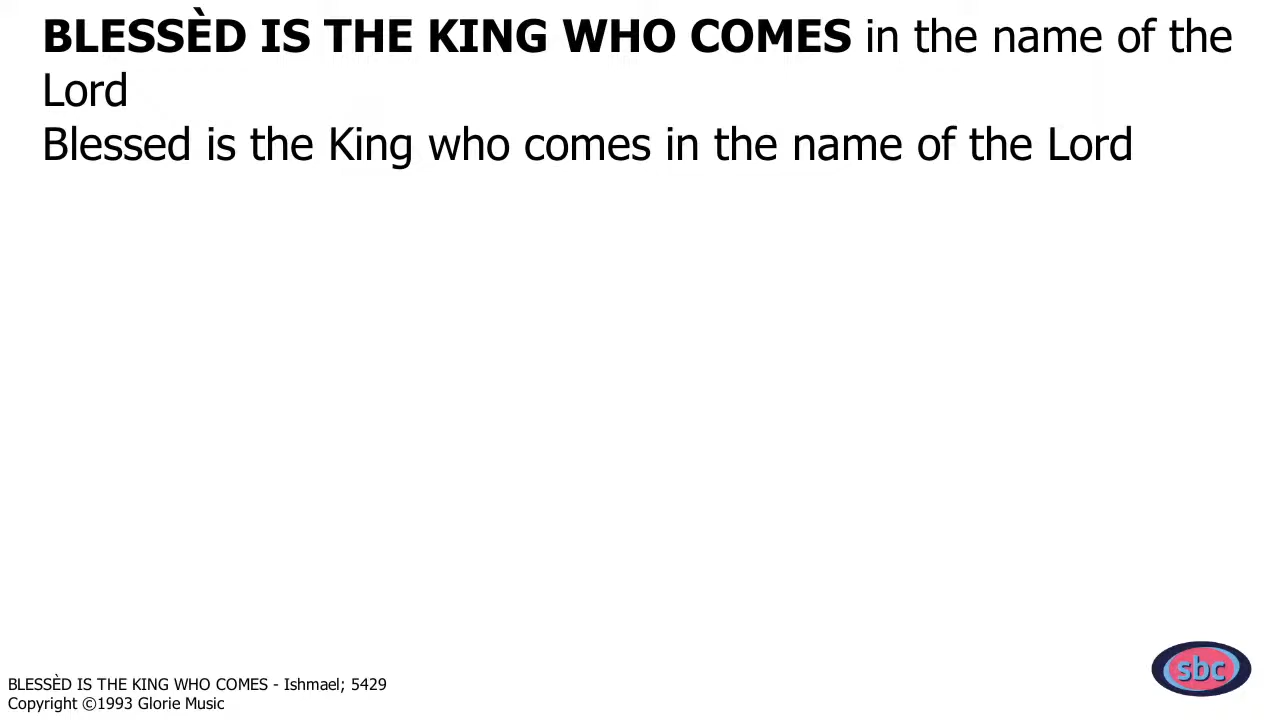 BLESSÈD IS THE KING WHO COMES in the name of the
Lord
Blessed is the King who comes in the name of the Lord
BLESSÈD IS THE KING WHO COMES - Ishmael; 5429
Copyright ©1993 Glorie Music
sbc